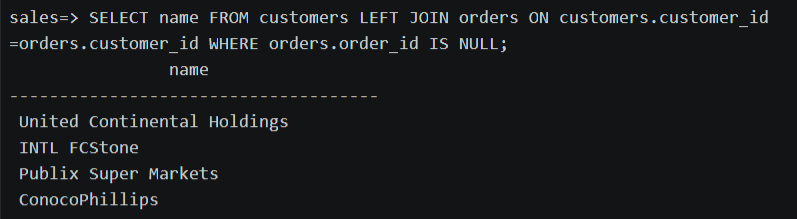 sales=> SELECT name FROM customers LEFT JOIN orders ON customers.customer_id
=orders.customer_id WHERE orders.order_id IS NULL;
name
-------------------------------------
United Continental Holdings
INTL FCStone
Publix Super Markets
ConocoPhillips